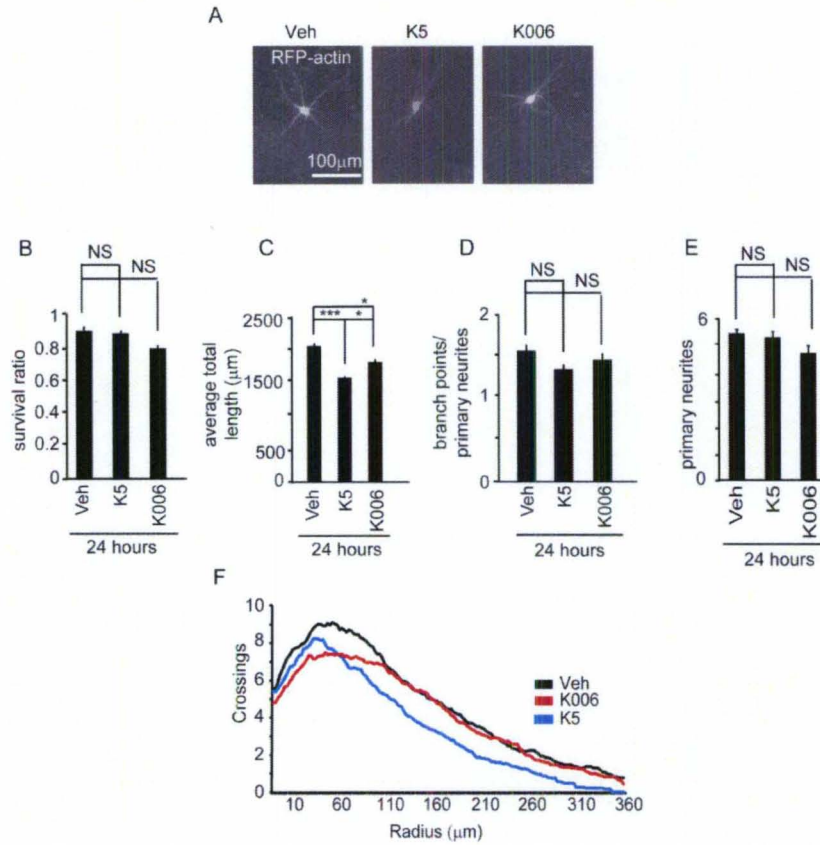 A
Veh K5 K006
RFP-actin
100μm
B
NS
NS
survival ratio
1
0.8
0.6
0.4
0.2
0
Veh K5 K006
24 hours
C
*
*** *
average total
length (μm)
2500
1500
500
0
Veh K5 K006
24 hours
D
NS
NS
branch points/
primary neurites
2
1
0
Veh K5 K006
24 hours
E
NS
NS
primary neurites
6
0
Veh K5 K006
24 hours
F
Crossings
10
8
6
4
2
0
10 60 110 160 210 260 310 360
Radius (μm)
Veh
K006
K5